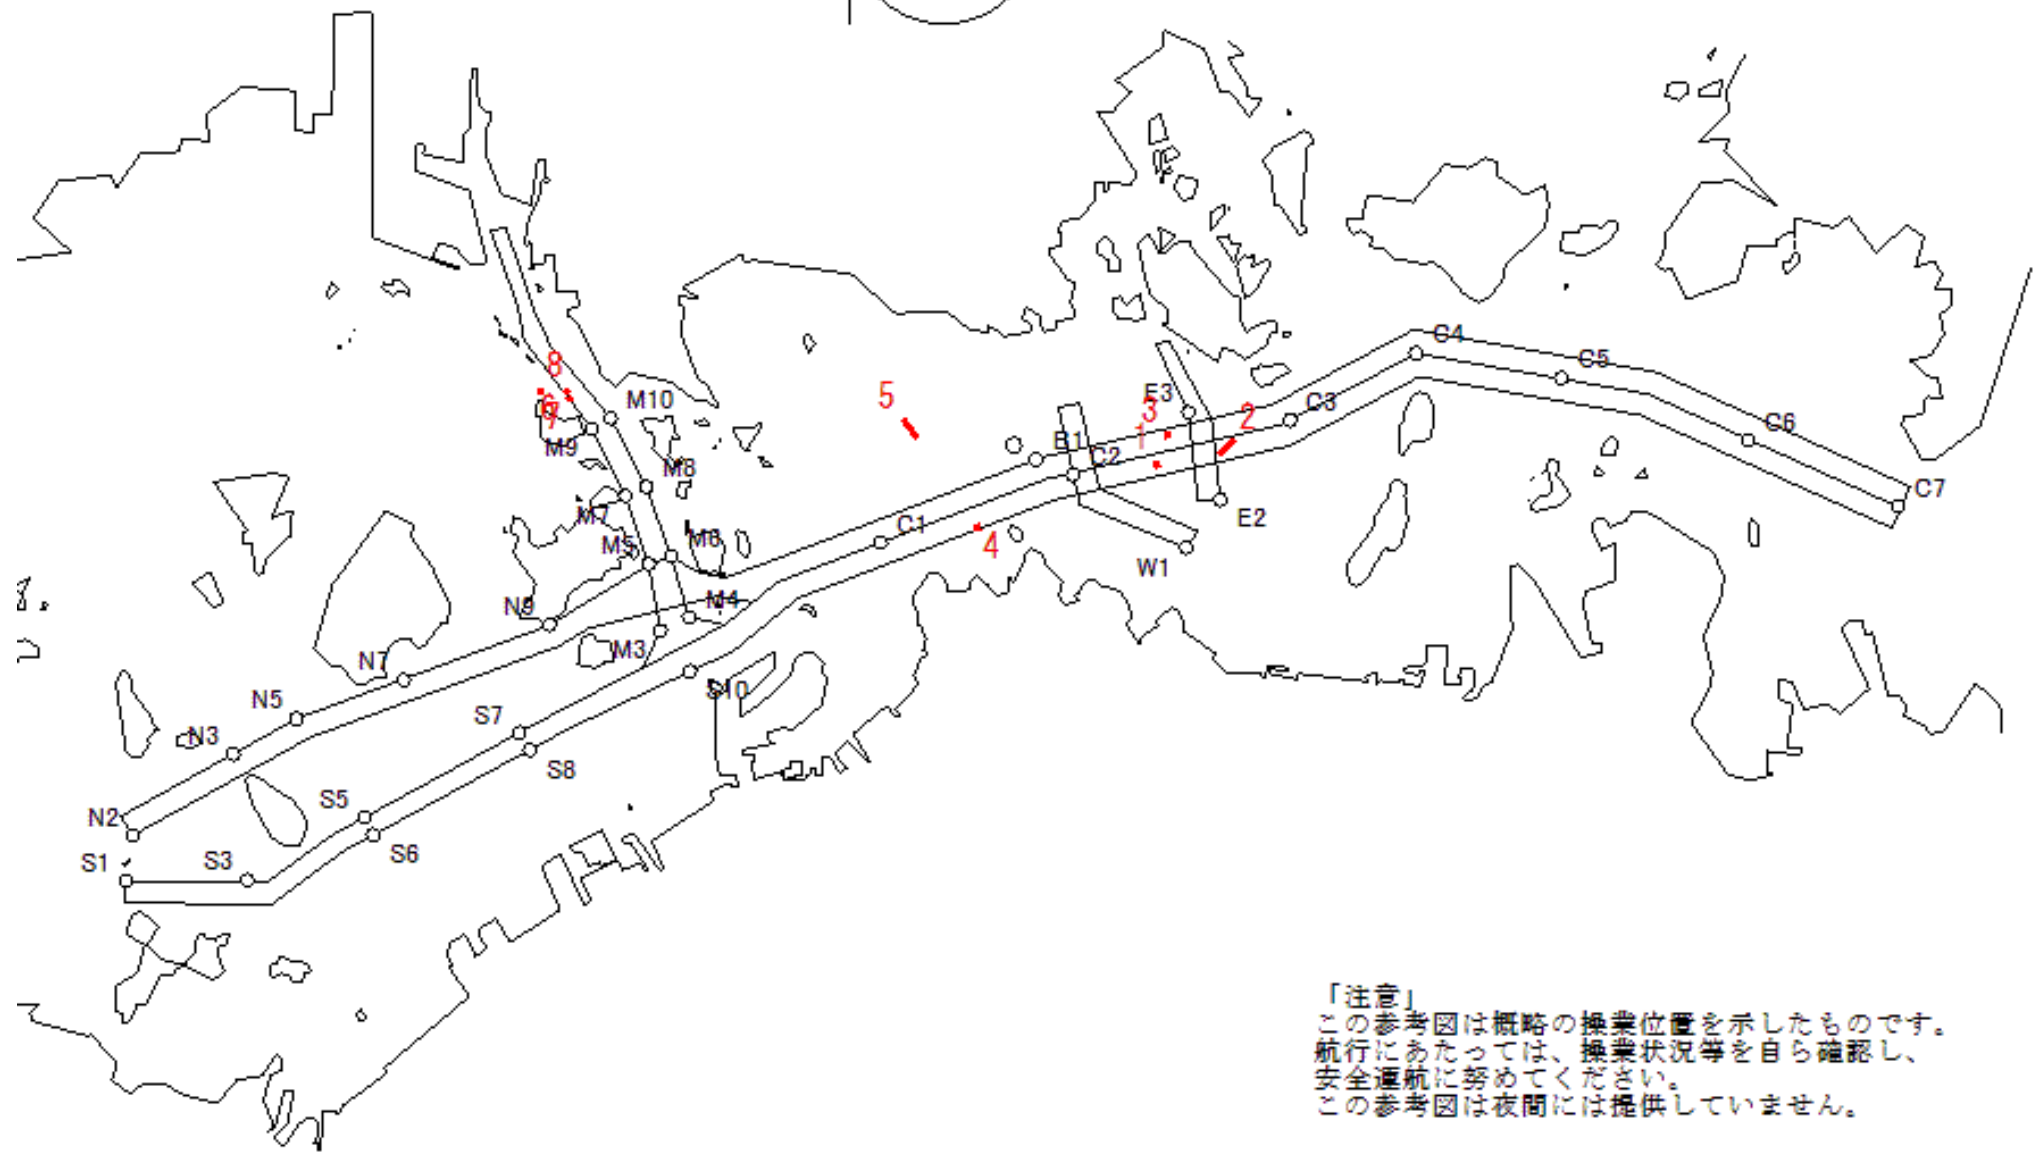 C4
C5
8
6
7
M10
5
E3
3
2
1
C3
C6
M9
B1
C2
M8
C7
M7
E2
C1
M5
M6
4
W1
N9
M4
N7
M3
S10
N5
N3
S7
S8
N2
S5
S1
S3
S6
「注意」
この参考図は概略の操業位置を示したものです。
航行にあたっては、操業状況等を自ら確認し、
安全運航に努めてください。
この参考図は夜間には提供していません。